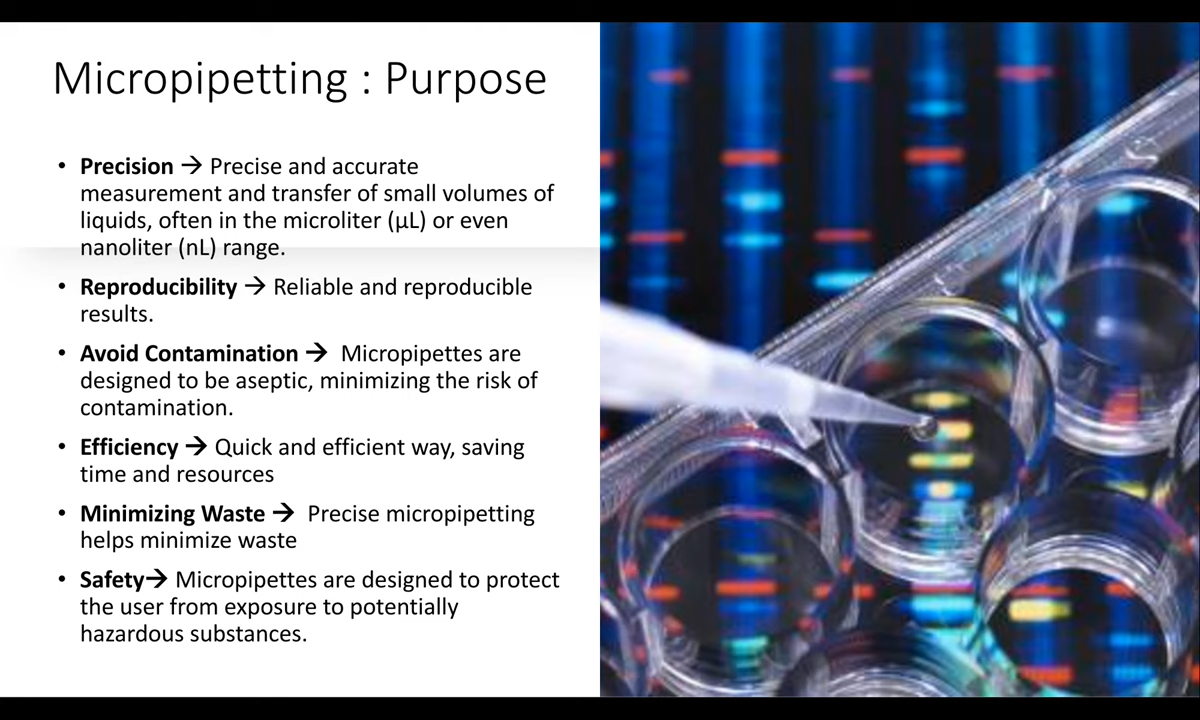 Micropipetting : Purpose
• Precision → Precise and accurate
measurement and transfer of small volumes of
liquids, often in the microliter (µL) or even
nanoliter (nL) range.
• Reproducibility → Reliable and reproducible
results.
• Avoid Contamination → Micropipettes are
designed to be aseptic, minimizing the risk of
contamination.
• Efficiency → Quick and efficient way, saving
time and resources
• Minimizing Waste → Precise micropipetting
helps minimize waste
• Safety→ Micropipettes are designed to protect
the user from exposure to potentially
hazardous substances.